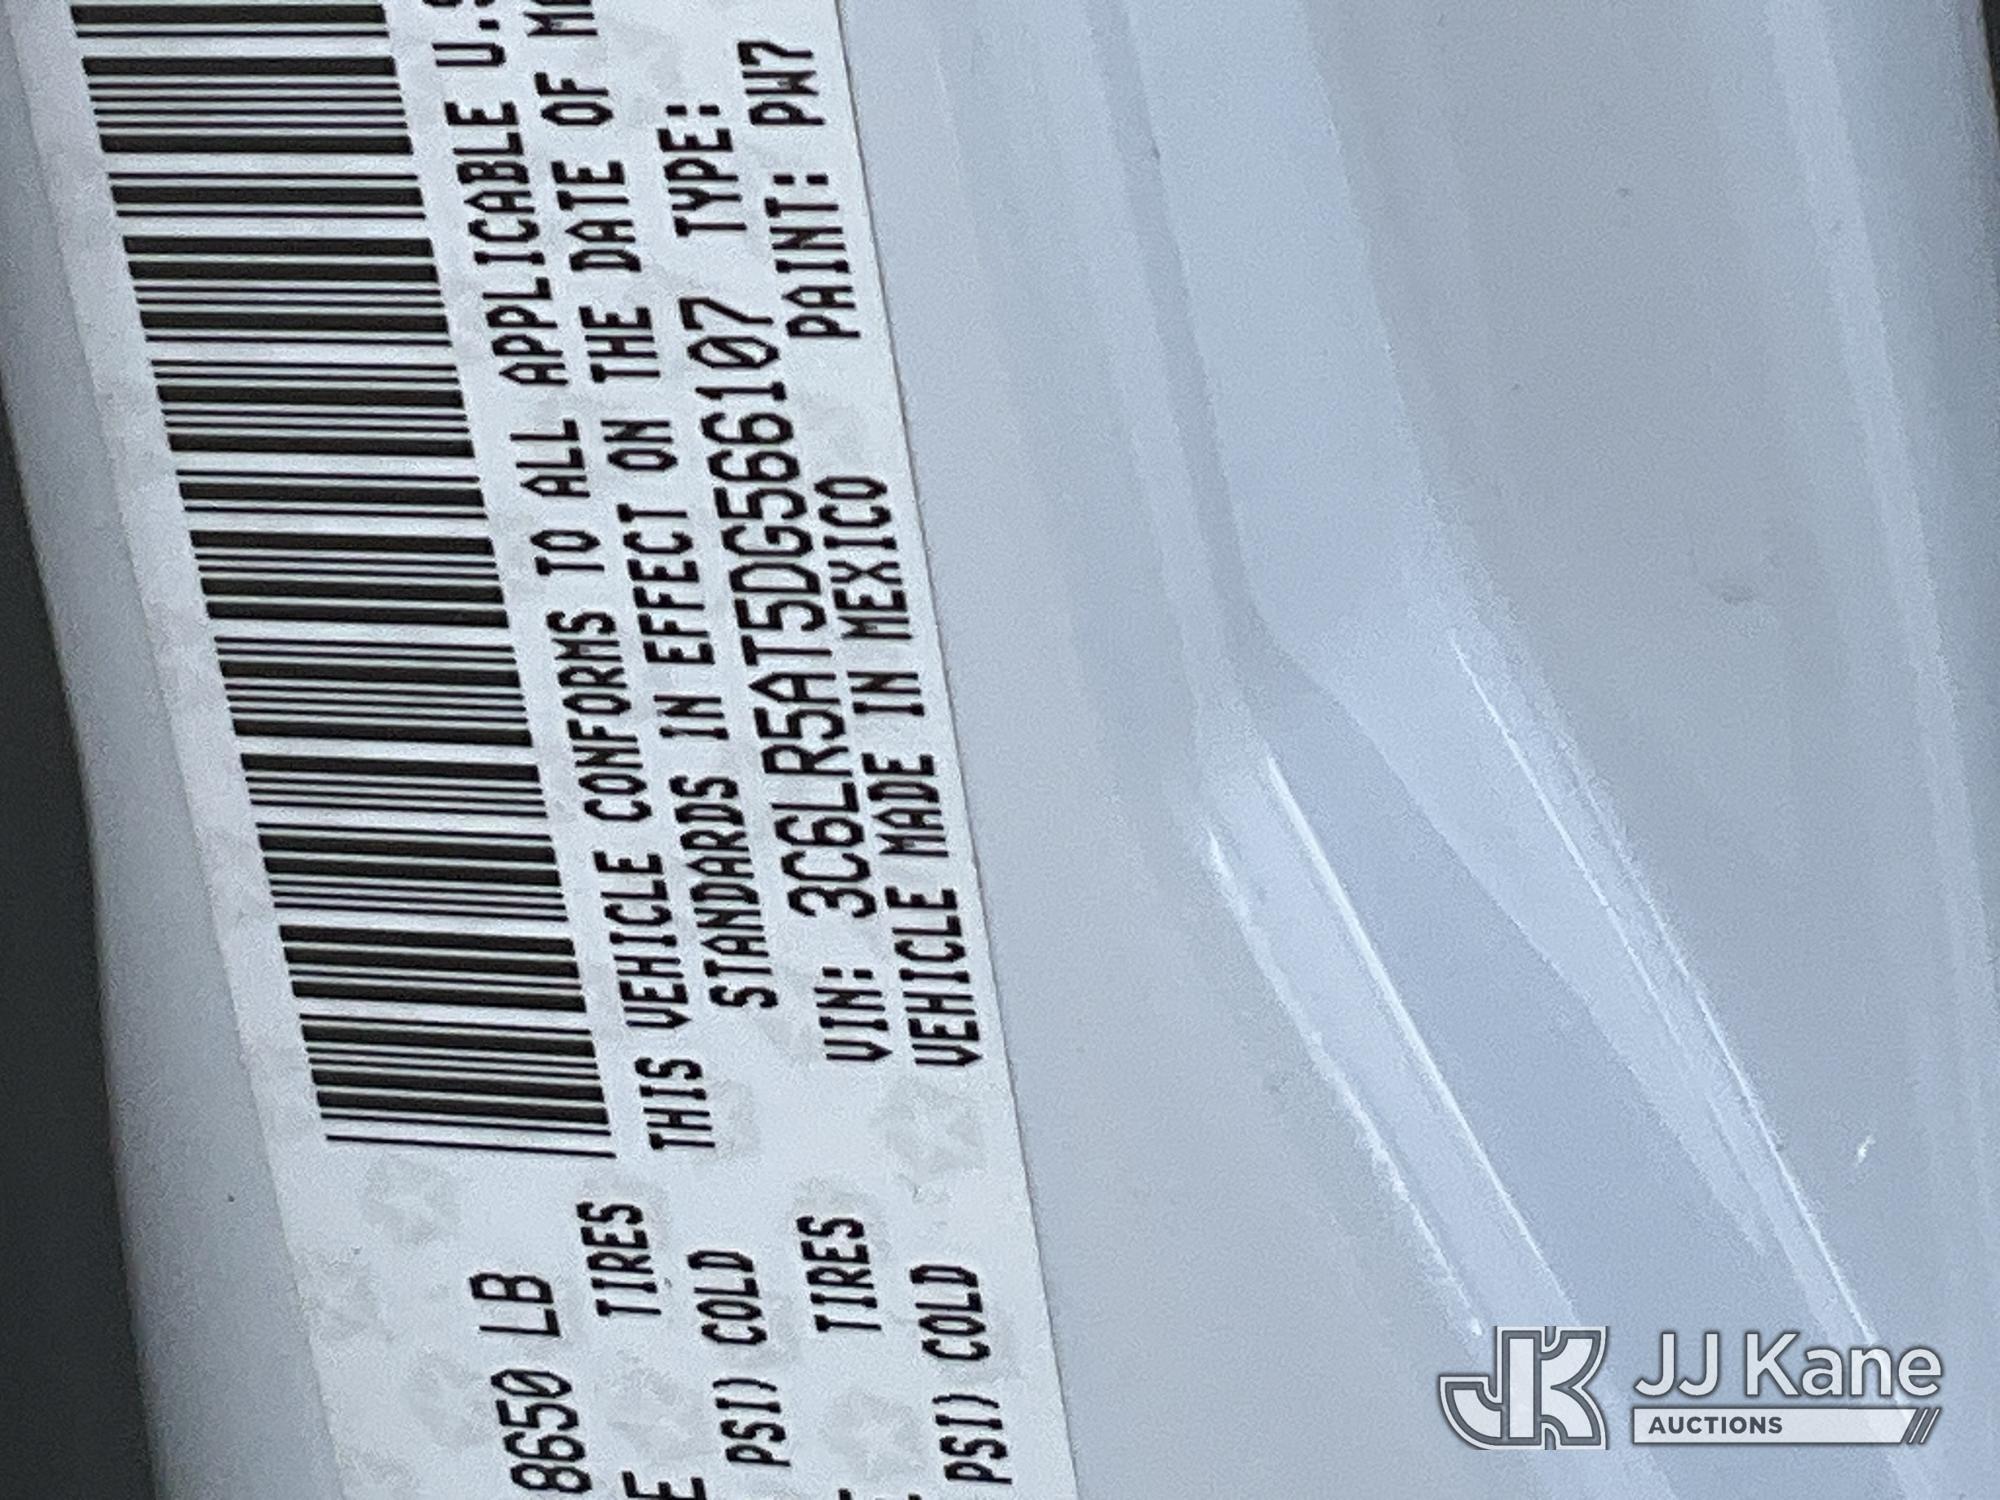 8650 LB
TIRES
PSI) COLD
TIRES
PSI) COLD
THIS VEHICLE CONFORMS TO ALL APPLICABLE U.S
STANDARDS IN EFFECT ON THE DATE OF
VIN: 3C6LR5AT5DG566107 TYPE:
VEHICLE MADE IN MEXICO PAINT: PW7
JK JJ Kane
AUCTIONS